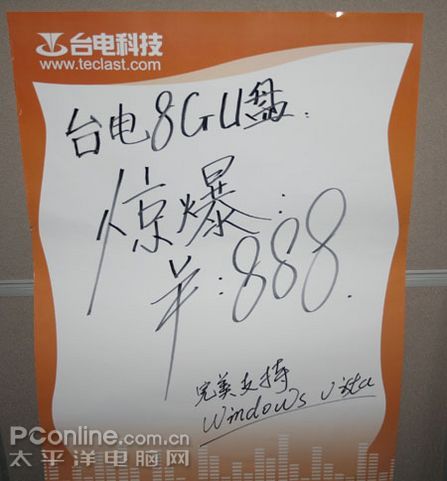 台电科技
www.teclast.com
台电8GU盘:
惊爆:
羊:888.
完美支持
Windows vista
PConline.com.cn
太平洋电脑网